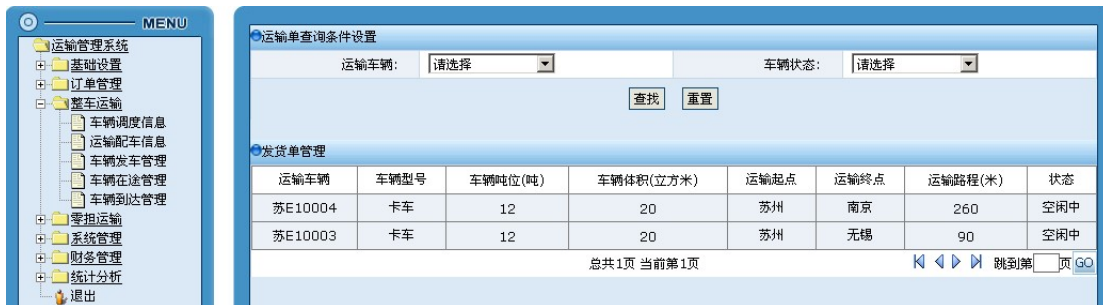 MENU
运输管理系统
基础设置
订单管理
整车运输
车辆调度信息
运输配车信息
车辆发车管理
车辆在途管理
车辆到达管理
零担运输
系统管理
财务管理
统计分析
退出
运输单查询条件设置
运输车辆: 请选择 车辆状态: 请选择
查找 重置
发货单管理
运输车辆 车辆型号 车辆吨位(吨) 车辆体积(立方米) 运输起点 运输终点 运输路程(米) 状态
苏E10004 卡车 12 20 苏州 南京 260 空闲中
苏E10003 卡车 12 20 苏州 无锡 90 空闲中
总共1页 当前第1页 跳到第 页 GO